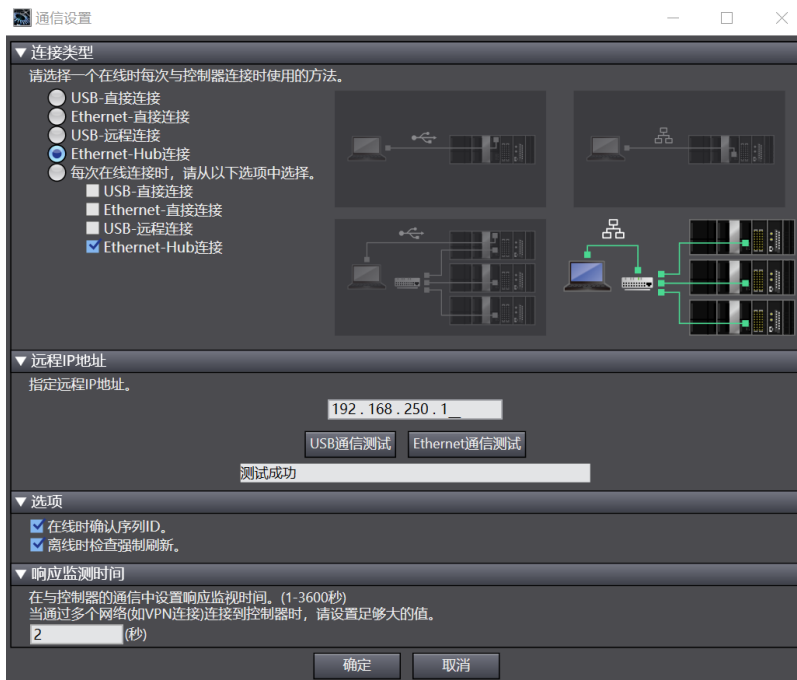 通信设置
▼连接类型
请选择一个在线时每次与控制器连接时使用的方法。
USB-直接连接
Ethernet-直接连接
USB-远程连接
Ethernet-Hub连接
每次在线连接时，请从以下选项中选择。
USB-直接连接
Ethernet-直接连接
USB-远程连接
Ethernet-Hub连接
▼远程IP地址
指定远程IP地址。
192.168.250.1__
USB通信测试 Ethernet通信测试
测试成功
▼选项
在线时确认序列ID。
离线时检查强制刷新。
▼响应监测时间
在与控制器的通信中设置响应监视时间。(1-3600秒)
当通过多个网络(如VPN连接)连接到控制器时，请设置足够大的值。
2 (秒)
确定 取消